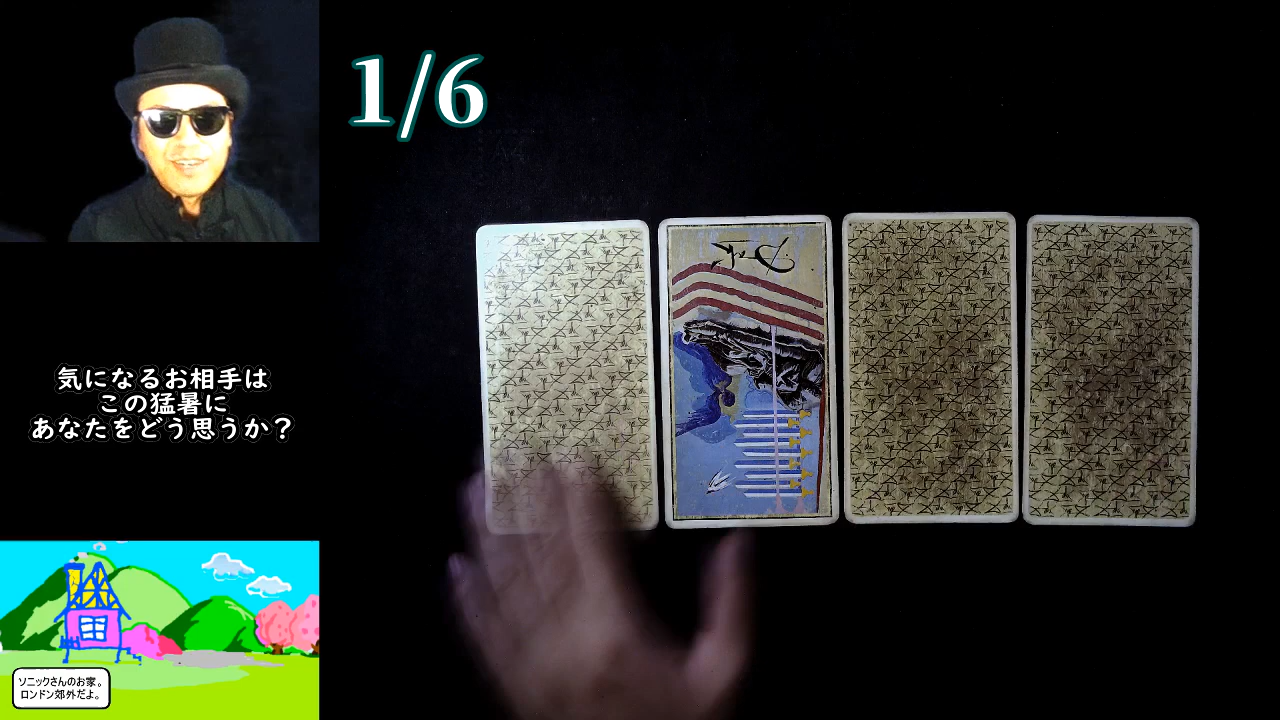 1/6
気になるお相手は
この猛暑に
あなたをどう思うか？
ソニックさんのお家。
ロンドン郊外だよ。